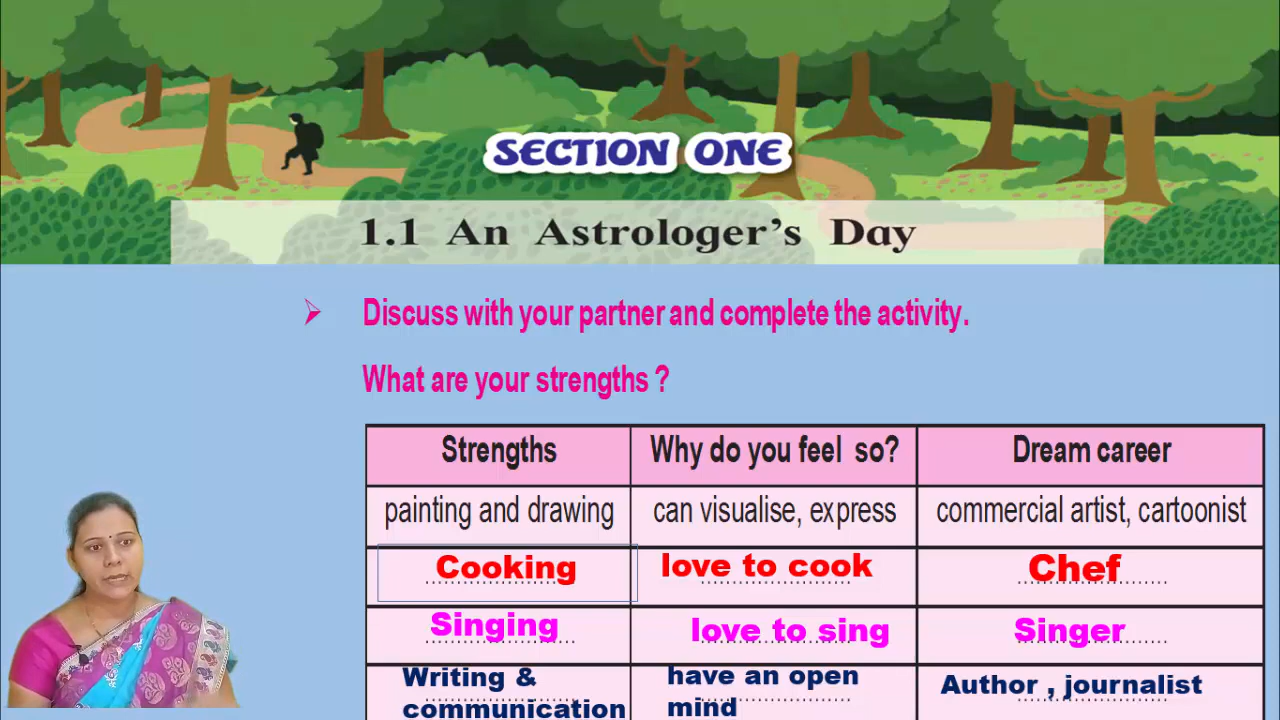 SECTION ONE
1.1 An Astrologer's Day
➢ Discuss with your partner and complete the activity.
What are your strengths ?
Strengths Why do you feel so? Dream career
painting and drawing can visualise, express commercial artist, cartoonist
Cooking love to cook Chef
Singing love to sing Singer
Writing & communication have an open mind Author , journalist